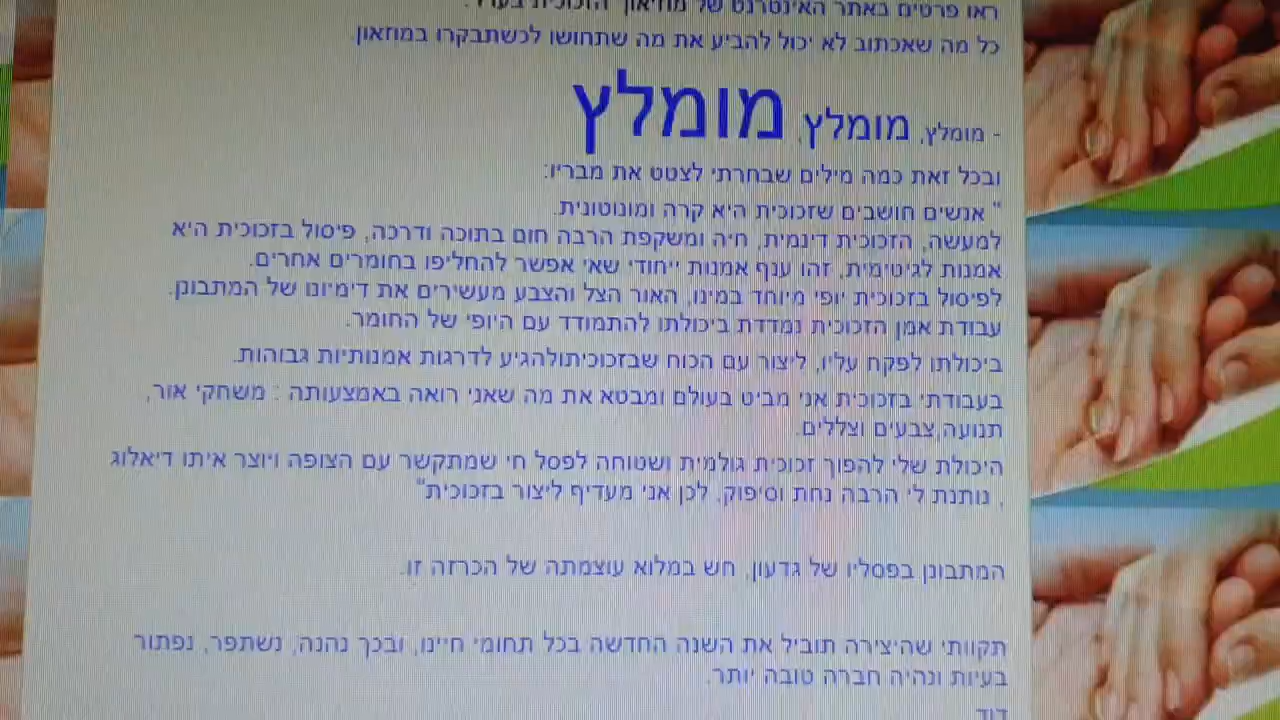 ראו פרטים באתר האינטרנט של מוזיאון הזכוכית בערד.
כל מה שאכתוב לא יכול להביע את מה שתחושו לכשתבקרו במוזאון.
- מומלץ, מומלץ, מומלץ
ובכל זאת כמה מילים שבחרתי לצטט את מבריו:
" אנשים חושבים שזכוכית היא קרה ומונוטונית.
למעשה, הזכוכית דינמית, חיה ומשקפת הרבה חום בתוכה ודרכה, פיסול בזכוכית היא
אמנות לגיטימית, זהו ענף אמנות ייחודי שאי אפשר להחליפו בחומרים אחרים.
לפיסול בזכוכית יופי מיוחד במינו, האור הצל והצבע מעשירים את דימיונו של המתבונן.
עבודת אמן הזכוכית נמדדת ביכולתו להתמודד עם היופי של החומר.
ביכולתו לפקח עליו, ליצור עם הכוח שבזכוכיתולהגיע לדרגות אמנותיות גבוהות.
בעבודתי בזכוכית אני מביט בעולם ומבטא את מה שאני רואה באמצעותה : משחקי אור,
תנועה,צבעים וצללים.
היכולת שלי להפוך זכוכית גולמית ושטוחה לפסל חי שמתקשר עם הצופה ויוצר איתו דיאלוג
, נותנת לי הרבה נחת וסיפוק. לכן אני מעדיף ליצור בזכוכית"
המתבונן בפסליו של גדעון, חש במלוא עוצמתה של הכרזה זו.
תקוותי שהיצירה תוביל את השנה החדשה בכל תחומי חיינו, ובכך נהנה, נשתפר, נפתור
בעיות ונהיה חברה טובה יותר.
דוד